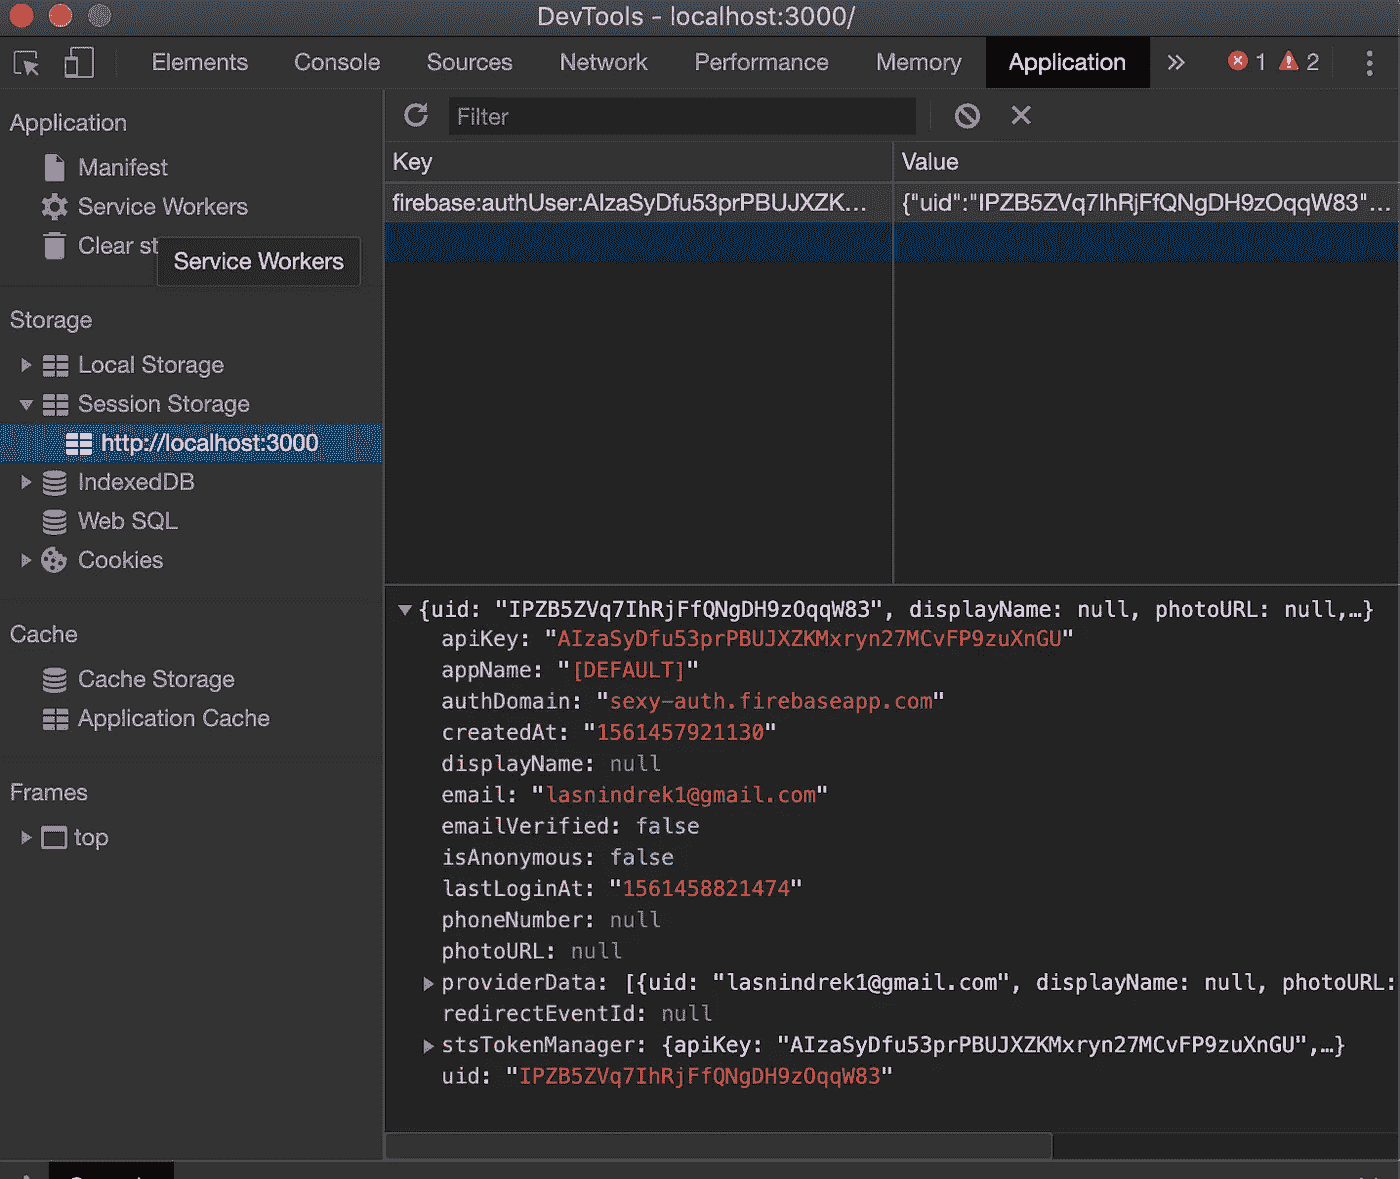 DevTools - localhost:3000/
Elements Console Sources Network Performance Memory Application » 1 2
Application
Manifest
Service Workers
Clear st
Service Workers
Storage
Local Storage
Session Storage
http://localhost:3000
IndexedDB
Web SQL
Cookies
Cache
Cache Storage
Application Cache
Frames
top
Filter
Key Value
firebase:authUser:AIzaSyDfu53prPBUJXZK... {"uid":"IPZB5ZVq7IhRjFfQNgDH9zOqqW83"...
{uid: "IPZB5ZVq7IhRjFfQNgDH9zOqqW83", displayName: null, photoURL: null,…}
apiKey: "AIzaSyDfu53prPBUJXZKMxryn27MCvFP9zuXnGU"
appName: "[DEFAULT]"
authDomain: "sexy-auth.firebaseapp.com"
createdAt: "1561457921130"
displayName: null
email: "lasnindrek1@gmail.com"
emailVerified: false
isAnonymous: false
lastLoginAt: "1561458821474"
phoneNumber: null
photoURL: null
providerData: [{uid: "lasnindrek1@gmail.com", displayName: null, photoURL:
redirectEventId: null
stsTokenManager: {apiKey: "AIzaSyDfu53prPBUJXZKMxryn27MCvFP9zuXnGU",…}
uid: "IPZB5ZVq7IhRjFfQNgDH9zOqqW83"